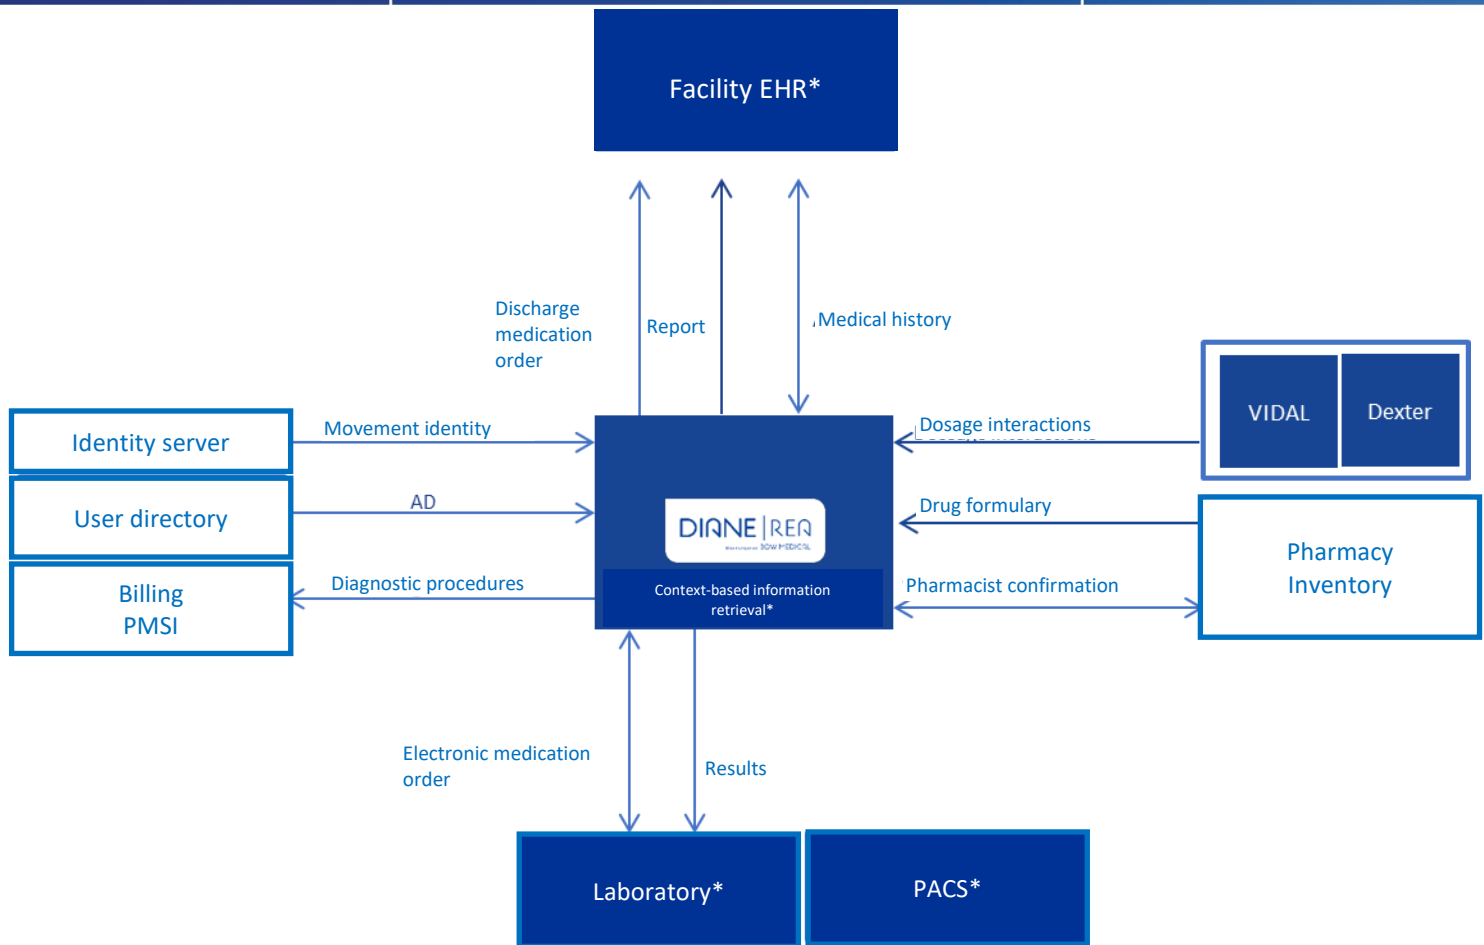 Facility EHR*
Discharge
medication
order
Report
Medical history
VIDAL
Dexter
Identity server
Movement identity
Dosage interactions
User directory
AD
Drug formulary
DIANE|REA
BOW MEDICAL
Pharmacy
Inventory
Billing
PMSI
Diagnostic procedures
Context-based information
retrieval*
Pharmacist confirmation
Electronic medication
order
Results
Laboratory*
PACS*